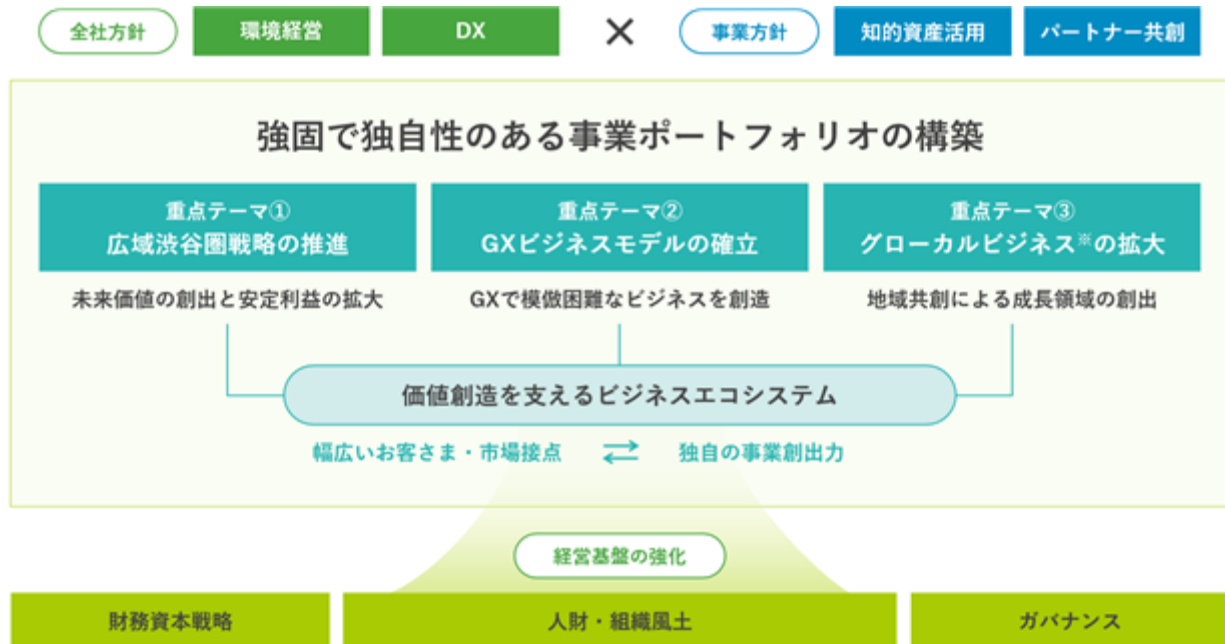 全社方針 環境経営 DX × 事業方針 知的資産活用 パートナー共創
強固で独自性のある事業ポートフォリオの構築
重点テーマ① 重点テーマ② 重点テーマ③
広域渋谷圏戦略の推進 GXビジネスモデルの確立 グローカルビジネス※の拡大
未来価値の創出と安定利益の拡大 GXで模倣困難なビジネスを創造 地域共創による成長領域の創出
価値創造を支えるビジネスエコシステム
幅広いお客さま・市場接点 ⇄ 独自の事業創出力
経営基盤の強化
財務資本戦略 人財・組織風土 ガバナンス